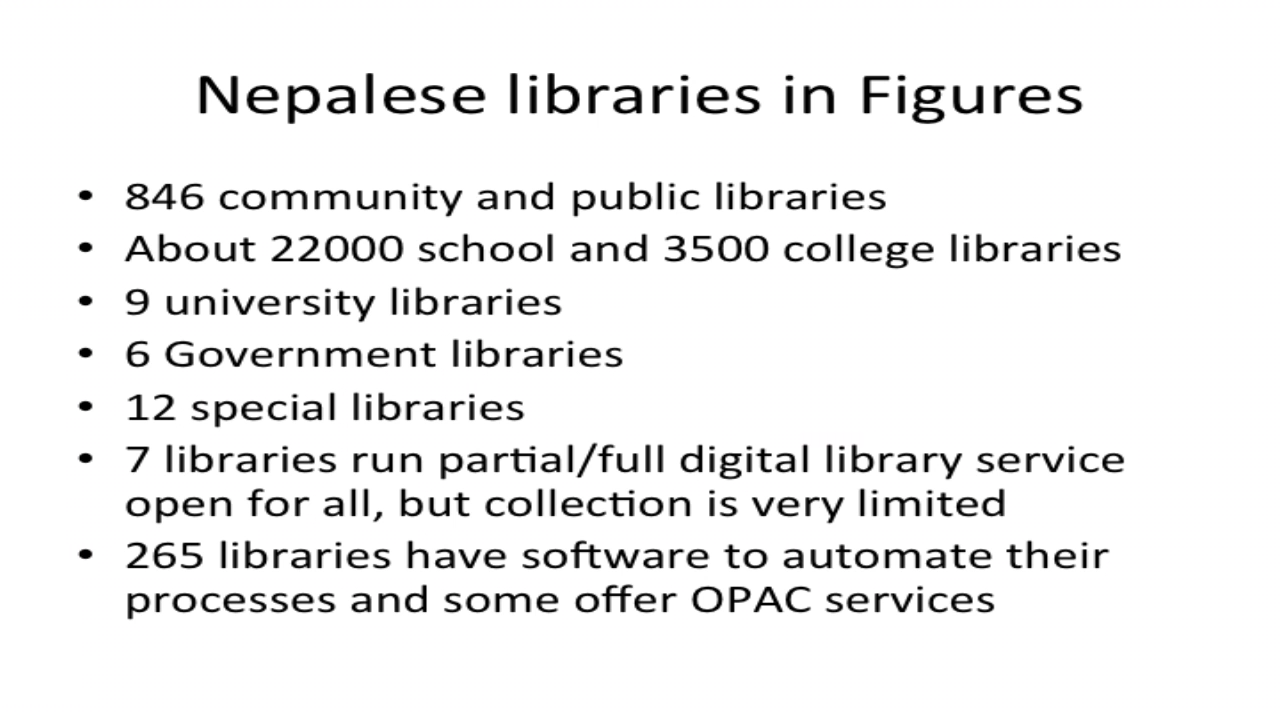 Nepalese libraries in Figures
• 846 community and public libraries
• About 22000 school and 3500 college libraries
• 9 university libraries
• 6 Government libraries
• 12 special libraries
• 7 libraries run partial/full digital library service
open for all, but collection is very limited
• 265 libraries have software to automate their
processes and some offer OPAC services